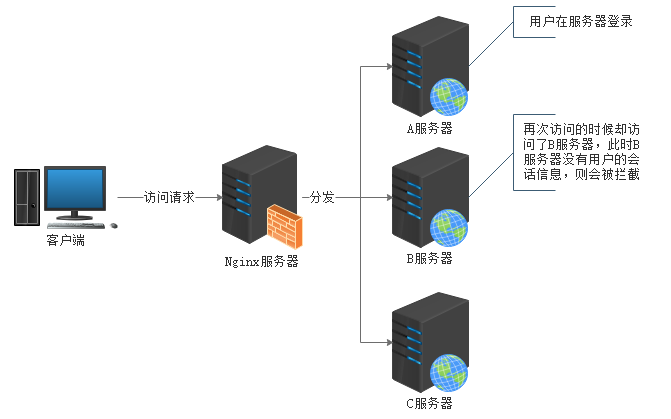 用户在服务器登录
A服务器
再次访问的时候却访
问了B服务器，此时B
服务器没有用户的会
话信息，则会被拦截
访问请求
分发
客户端
Nginx服务器
B服务器
C服务器